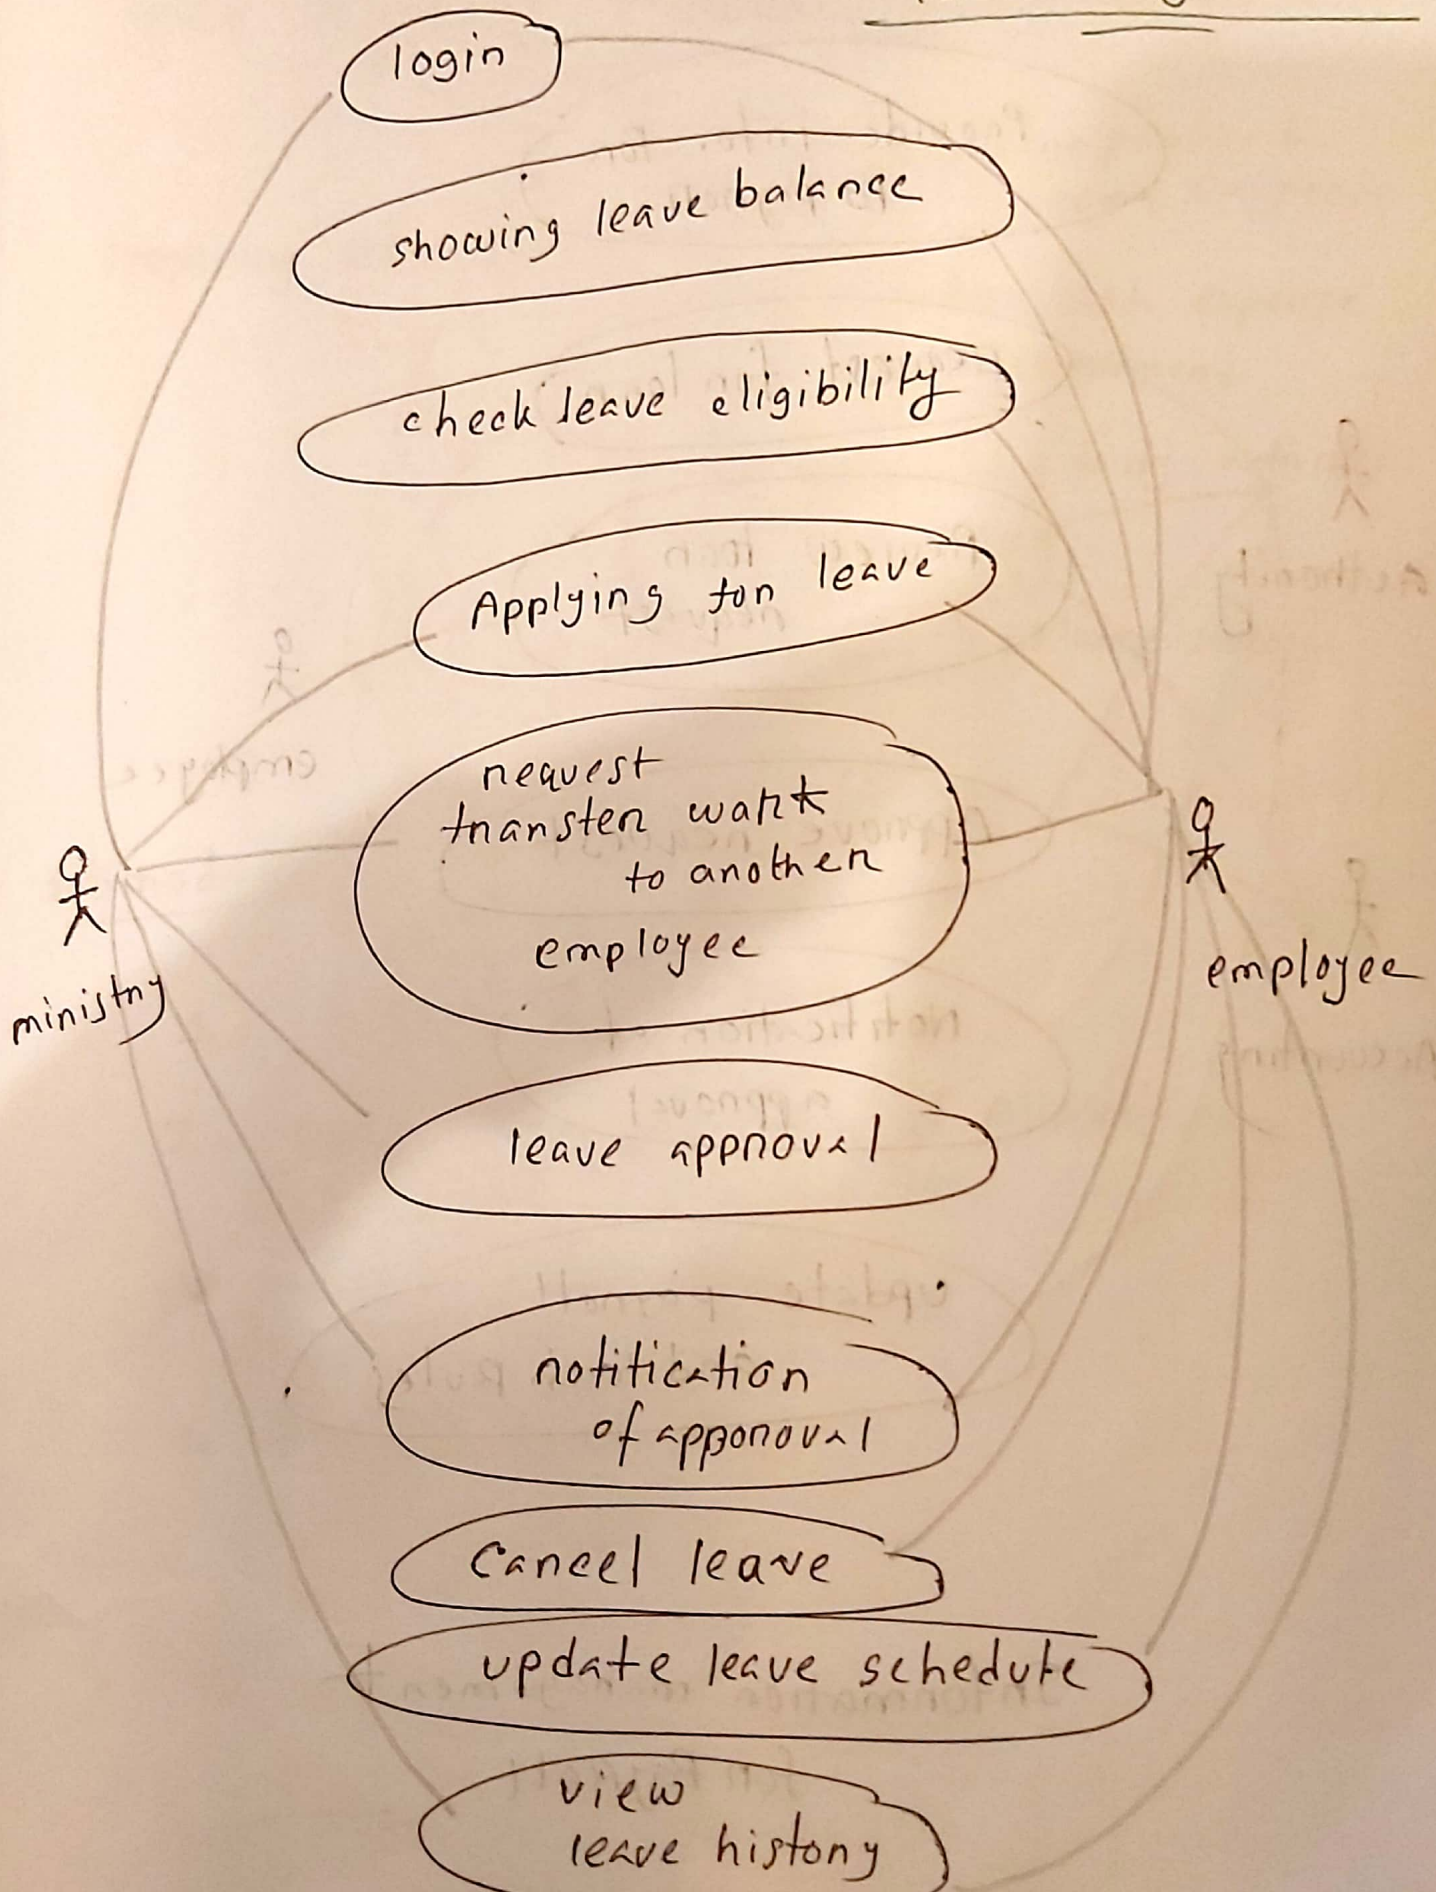 login
showing leave balance
check leave eligibility
Applying for leave
request
transfer work
to another
employee
ministry
employee
leave approval
notification
of apporoval
Cancel leave
update leave schedule
view
leave history